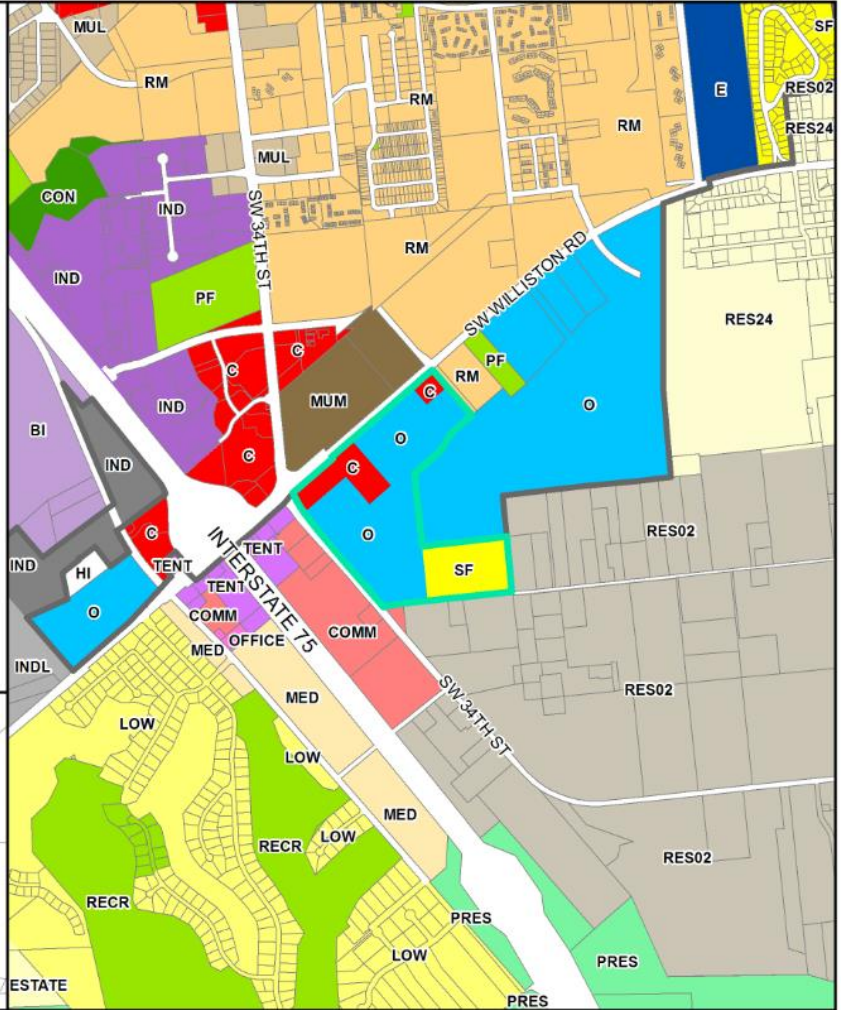 MUL
SF
RM
RM
E
RES02
RM
RES24
MUL
CON
IND
SW 34TH ST
RM
SW WILLISTON RD
IND
PF
RES24
C
C
PF
RM
C
IND
MUM
O
BI
O
C
C
IND
O
RES02
C
INTERSTATE 75
TENT
IND
TENT
SF
HI
TENT
O
COMM
COMM
OFFICE
MED
INDL
SW 34TH ST
RES02
MED
LOW
LOW
MED
RECR
LOW
RES02
RECR
PRES
LOW
PRES
ESTATE
PRES